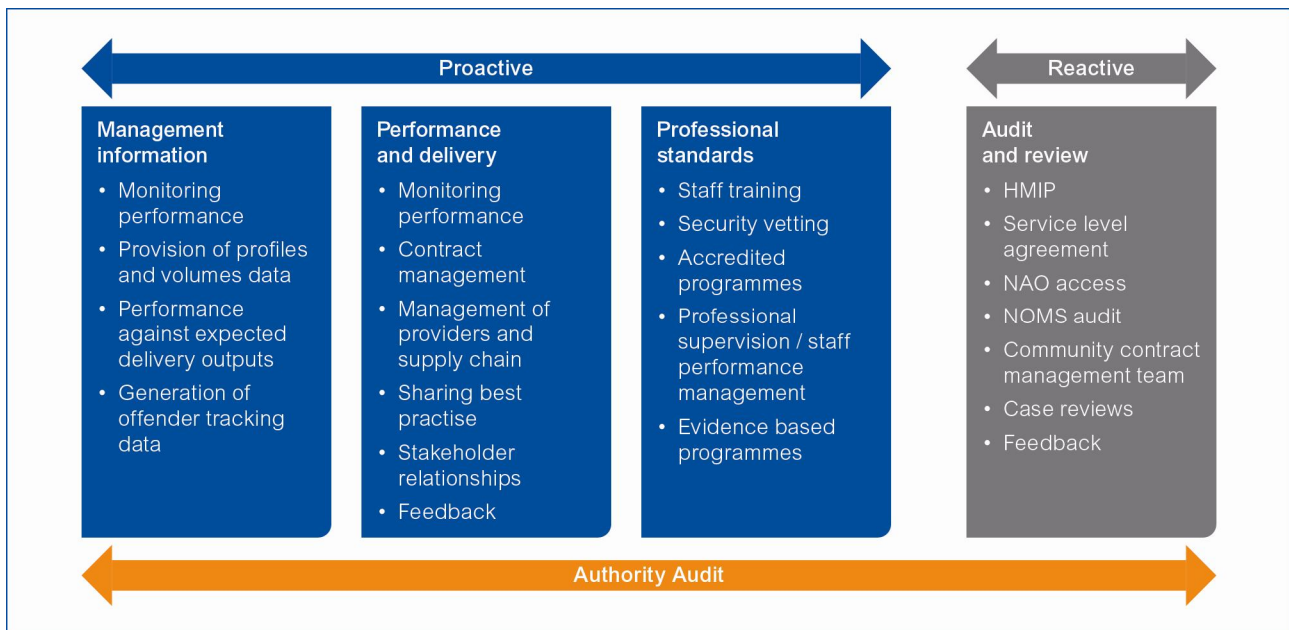 Proactive
Reactive
Management
information
• Monitoring
performance
• Provision of profiles
and volumes data
• Performance
against expected
delivery outputs
• Generation of
offender tracking
data
Performance
and delivery
• Monitoring
performance
• Contract
management
• Management of
providers and
supply chain
• Sharing best
practise
• Stakeholder
relationships
• Feedback
Professional
standards
• Staff training
• Security vetting
• Accredited
programmes
• Professional
supervision / staff
performance
management
• Evidence based
programmes
Audit
and review
• HMIP
• Service level
agreement
• NAO access
• NOMS audit
• Community contract
management team
• Case reviews
• Feedback
Authority Audit